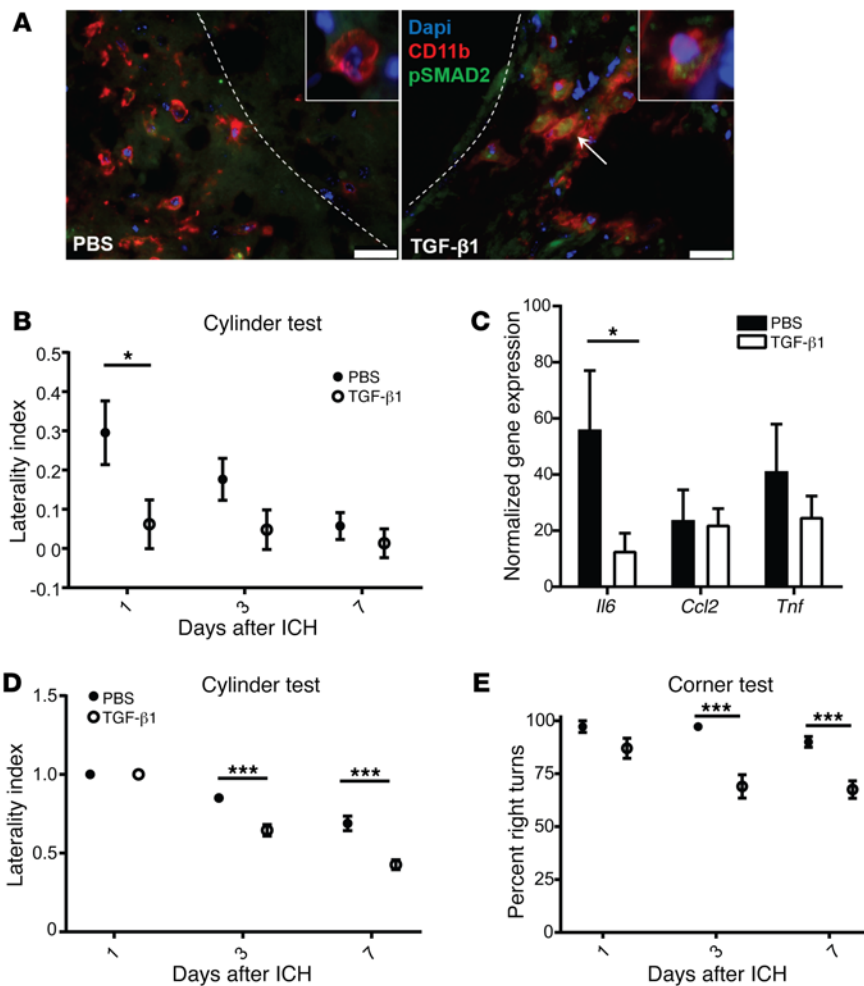 A
Dapi
CD11b
pSMAD2
PBS
TGF-β1
B
Cylinder test
*
PBS
TGF-β1
Laterality index
0.5
0.4
0.3
0.2
0.1
0.0
-0.1
1
3
7
Days after ICH
C
PBS
TGF-β1
*
Normalized gene expression
100
80
60
40
20
0
Il6
Ccl2
Tnf
D
Cylinder test
PBS
TGF-β1
***
***
Laterality index
1.5
1.0
0.5
0
1
3
7
Days after ICH
E
Corner test
***
***
Percent right turns
100
75
50
25
0
1
3
7
Days after ICH